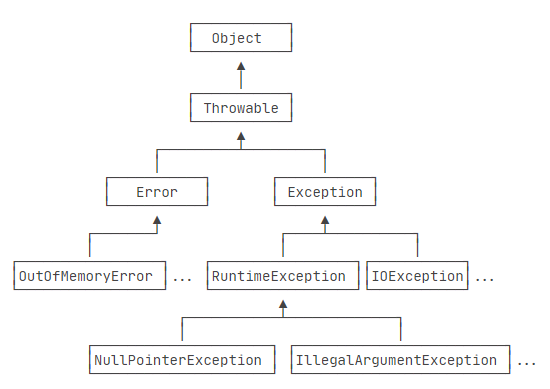 Object
Throwable
Error Exception
OutOfMemoryError ... RuntimeException IOException ...
NullPointerException IllegalArgumentException ...